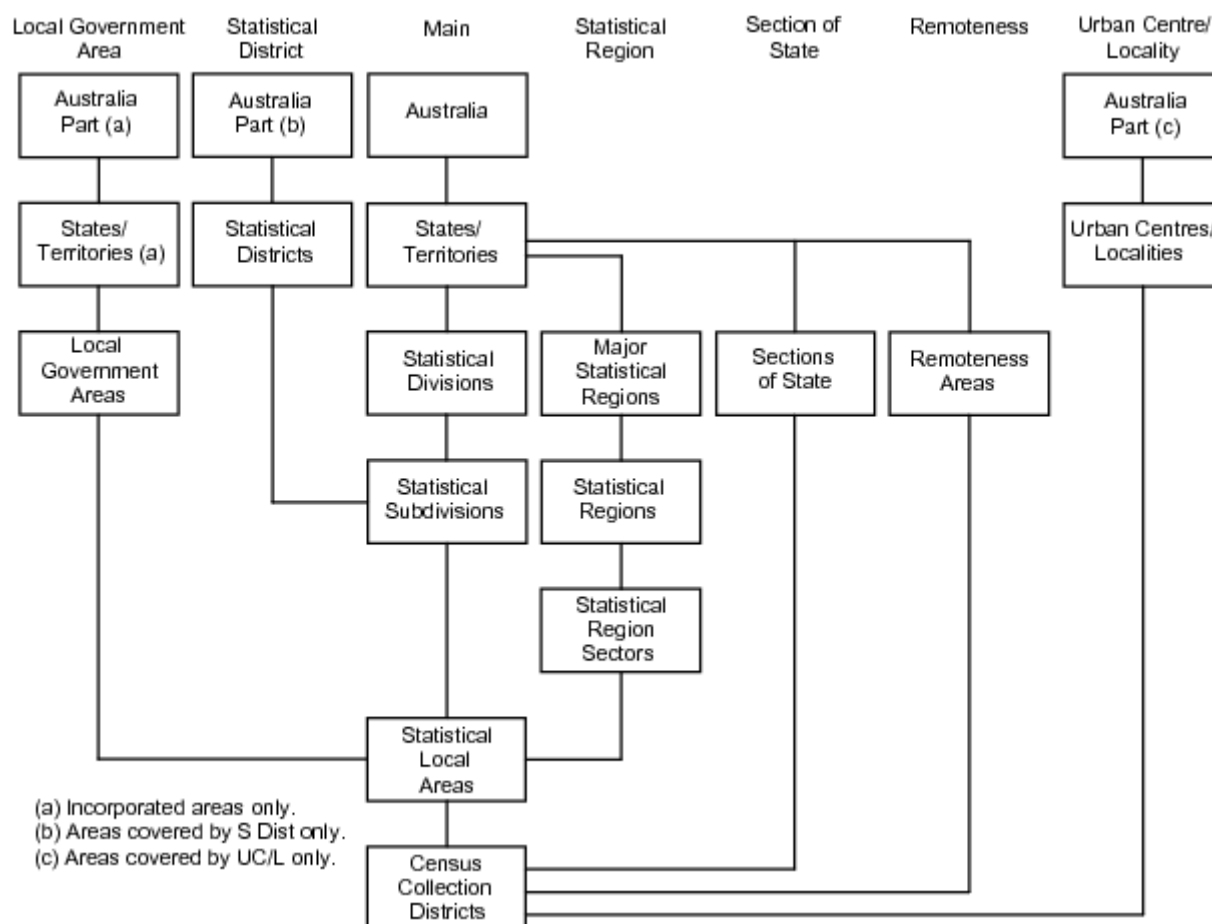 Local Government
Area
Statistical
District
Main
Statistical
Region
Section of
State
Remoteness
Urban Centre/
Locality
Australia
Part (a)
Australia
Part (b)
Australia
Australia
Part (c)
States/
Territories (a)
Statistical
Districts
States/
Territories
Urban Centres/
Localities
Local
Government
Areas
Statistical
Divisions
Major
Statistical
Regions
Sections
of State
Remoteness
Areas
Statistical
Subdivisions
Statistical
Regions
Statistical
Region
Sectors
Statistical
Local
Areas
(a) Incorporated areas only.
(b) Areas covered by S Dist only.
(c) Areas covered by UC/L only.
Census
Collection
Districts